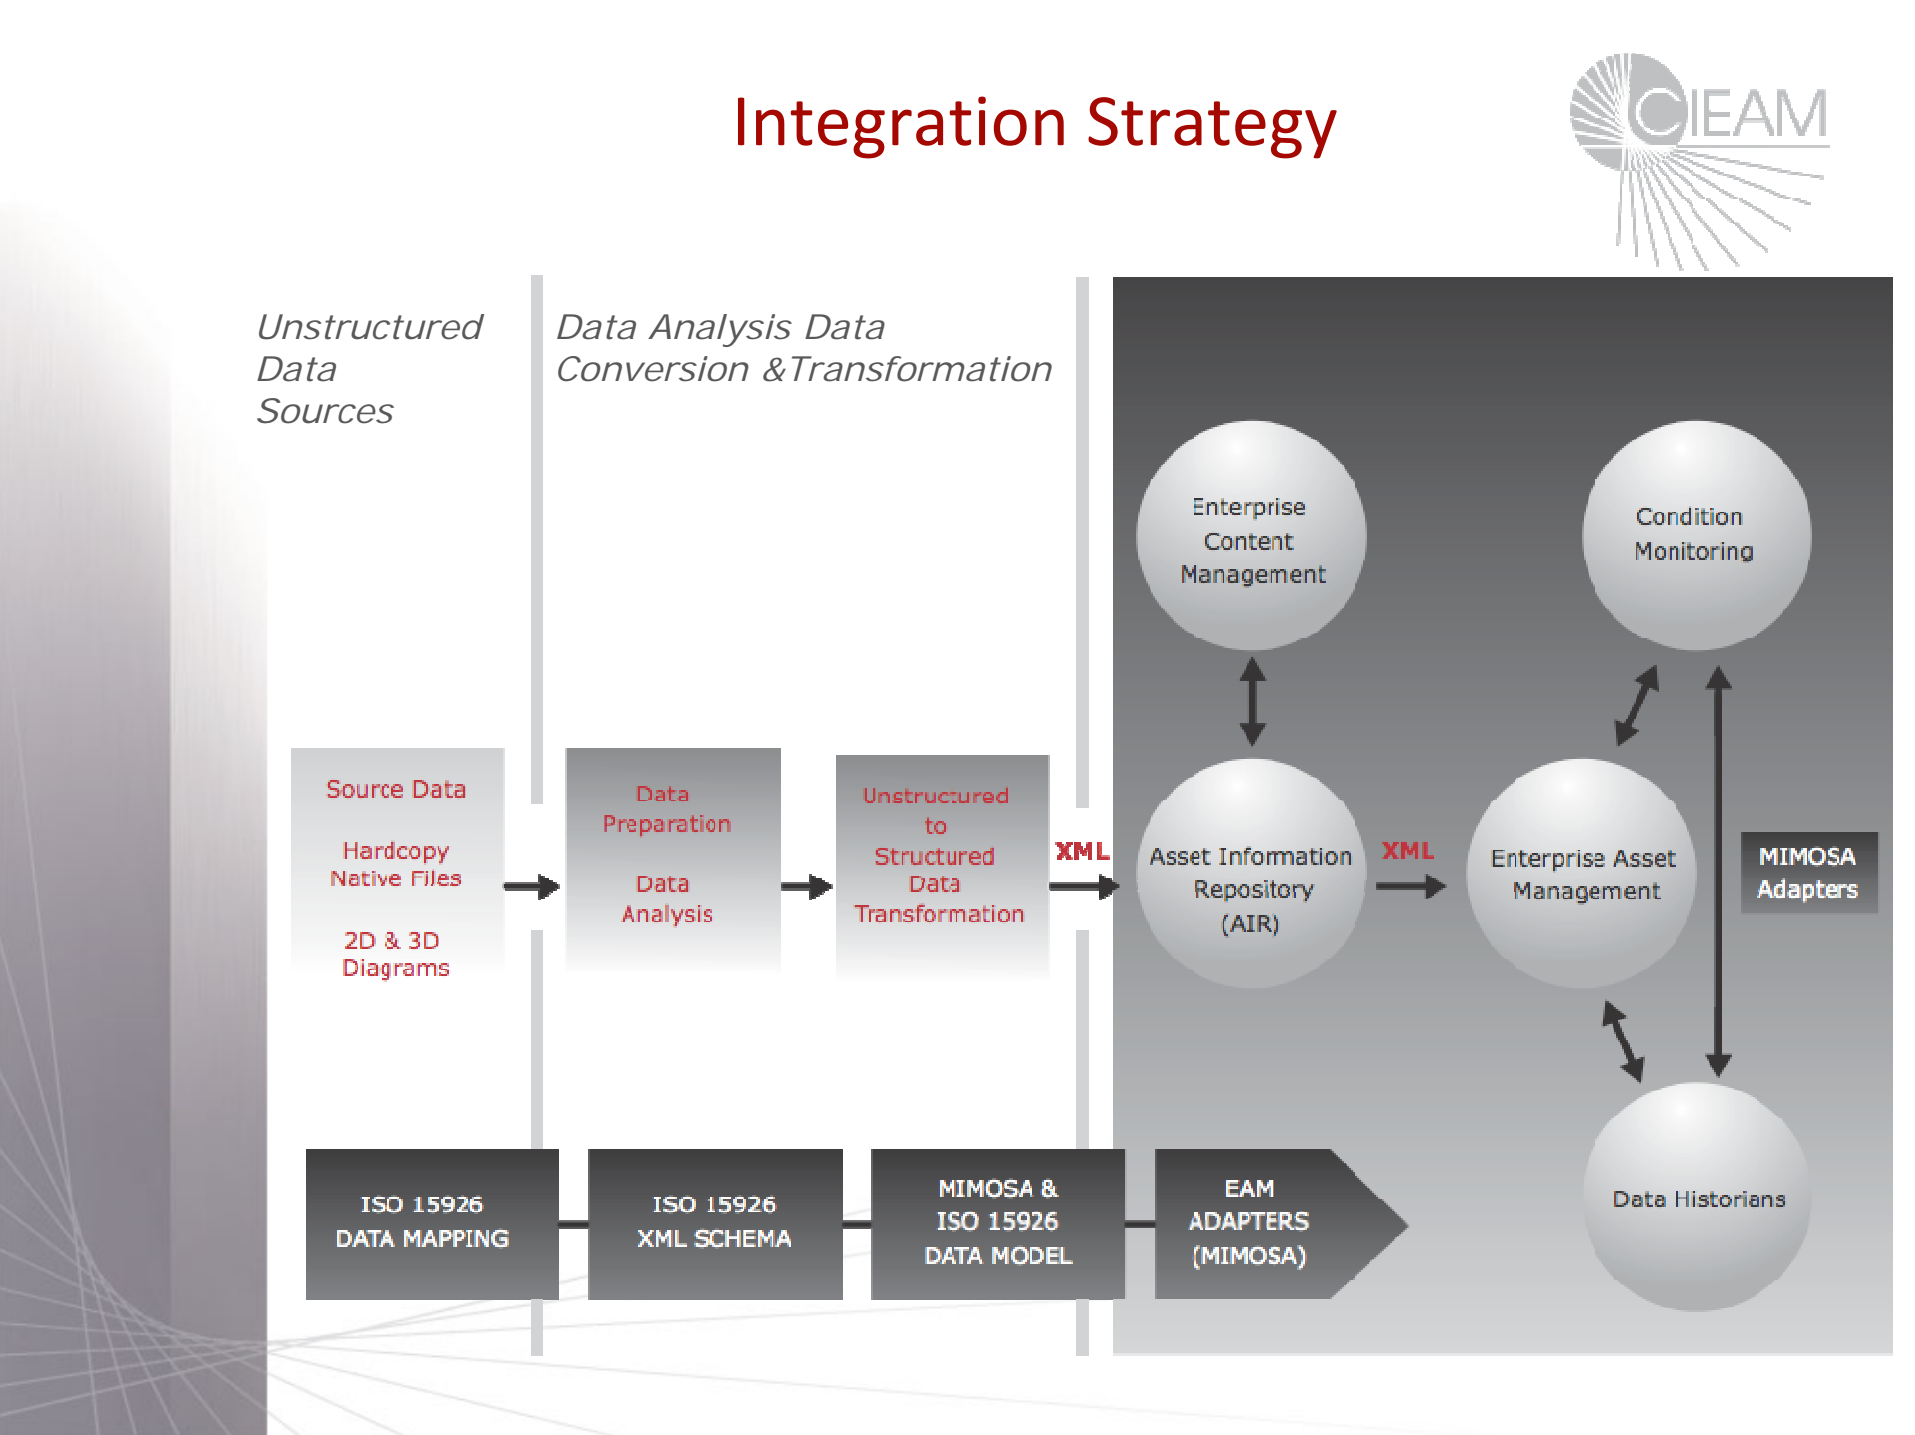 Integration Strategy
CIEAM
Unstructured
Data
Sources
Data Analysis Data
Conversion &Transformation
Enterprise
Content
Management
Condition
Monitoring
Source Data
Hardcopy
Native Files
2D & 3D
Diagrams
Data
Preparation
Data
Analysis
Unstructured
to
Structured
Data
Transformation
XML
Asset Information
Repository
(AIR)
XML
Enterprise Asset
Management
MIMOSA
Adapters
Data Historians
ISO 15926
DATA MAPPING
ISO 15926
XML SCHEMA
MIMOSA &
ISO 15926
DATA MODEL
EAM
ADAPTERS
(MIMOSA)